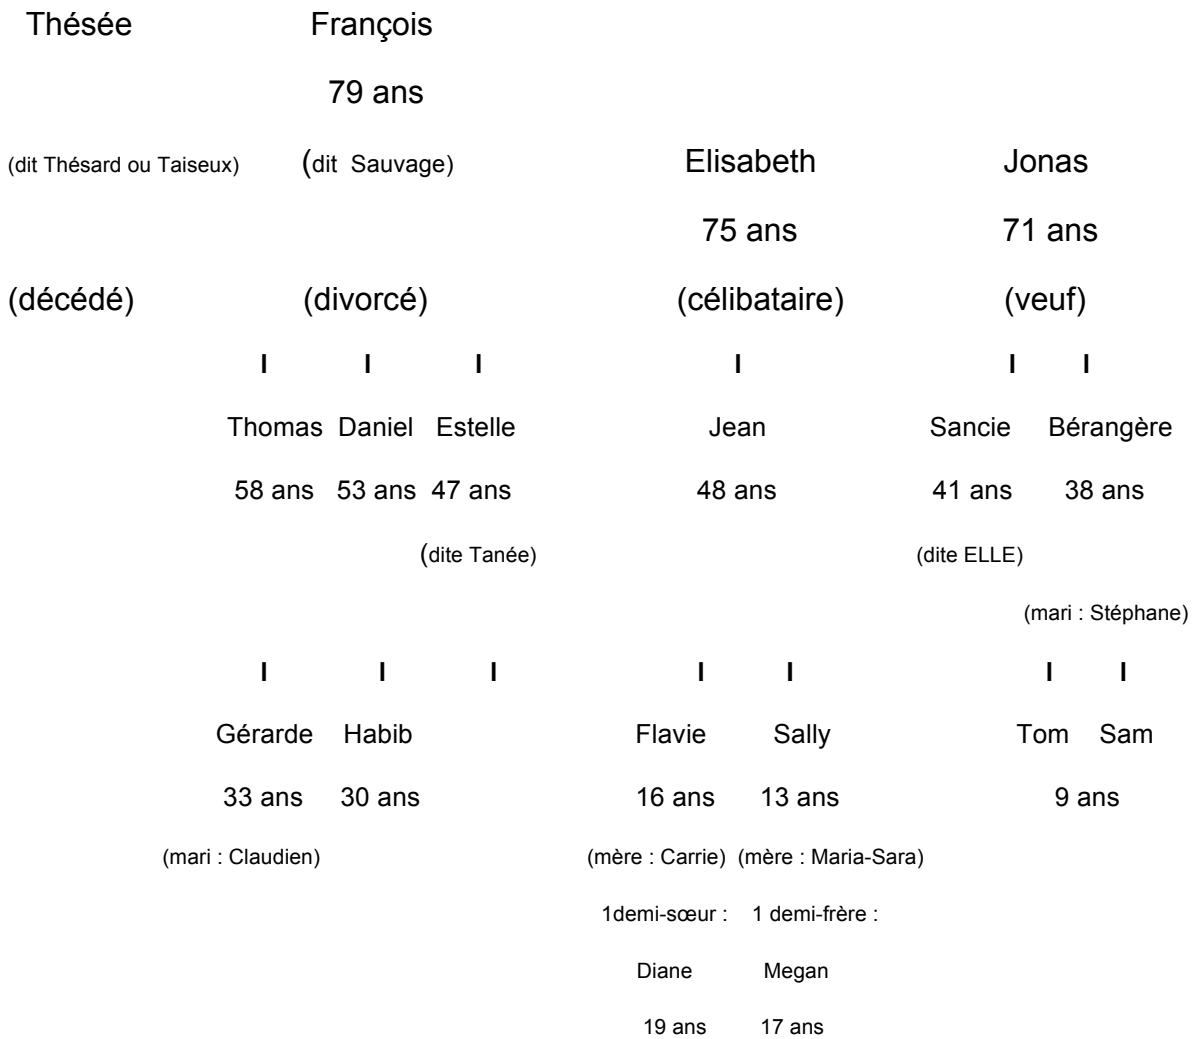 Thésée François
79 ans
(dit Thésard ou Taiseux) (dit Sauvage) Elisabeth Jonas
75 ans 71 ans
(décédé) (divorcé) (célibataire) (veuf)
I I I I I I
Thomas Daniel Estelle Jean Sancie Bérangère
58 ans 53 ans 47 ans 48 ans 41 ans 38 ans
(dite Tanée) (dite ELLE)
(mari : Stéphane)
I I I I I I I
Gérarde Habib Flavie Sally Tom Sam
33 ans 30 ans 16 ans 13 ans 9 ans
(mari : Claudien) (mère : Carrie) (mère : Maria-Sara)
1demi-sœur : 1 demi-frère :
Diane Megan
19 ans 17 ans